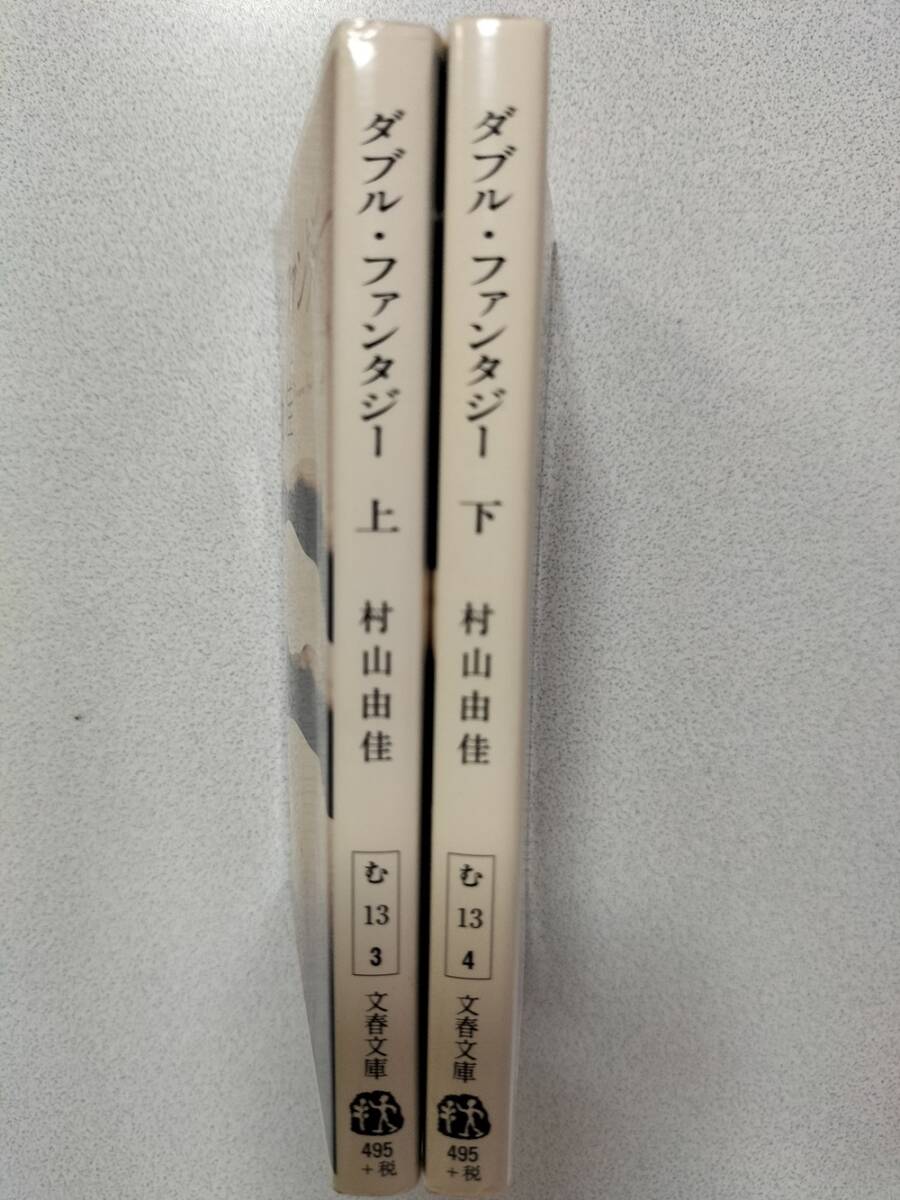 ダブル・ファンタジー 上
村山由佳
む
13
3
文春文庫
495
+税
ダブル・ファンタジー 下
村山由佳
む
13
4
文春文庫
495
+税